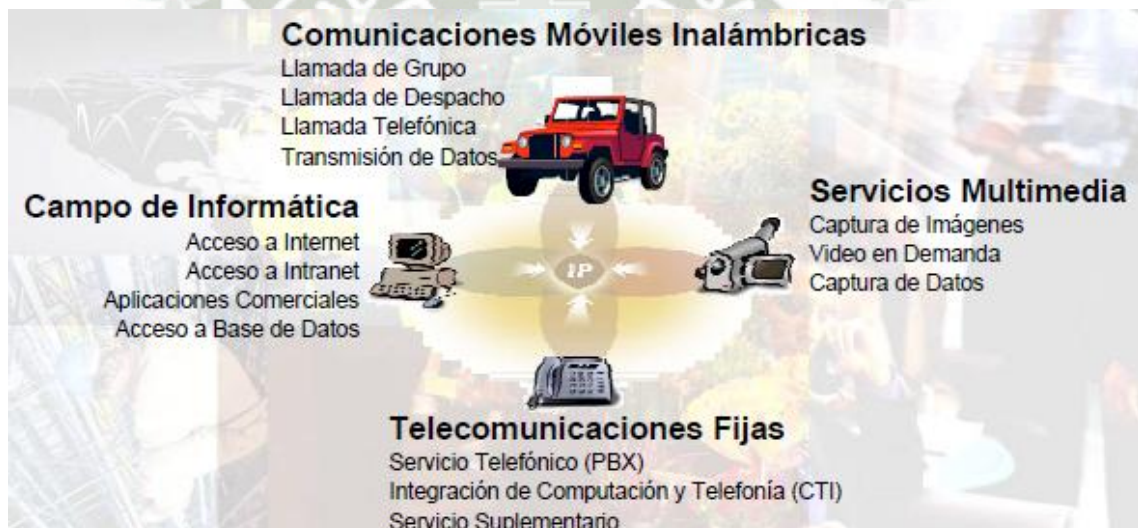 Comunicaciones Móviles Inalámbricas
Llamada de Grupo
Llamada de Despacho
Llamada Telefónica
Transmisión de Datos
Campo de Informática
Acceso a Internet
Acceso a Intranet
Aplicaciones Comerciales
Acceso a Base de Datos
IP
Servicios Multimedia
Captura de Imágenes
Video en Demanda
Captura de Datos
Telecomunicaciones Fijas
Servicio Telefónico (PBX)
Integración de Computación y Telefonía (CTI)
Servicio Suplementario